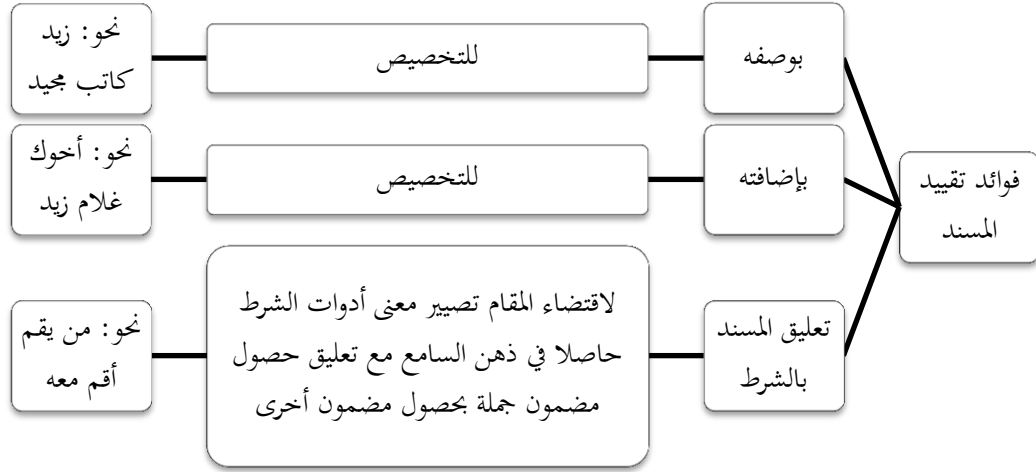 فوائد تقييد
المسند
بوصفه
للتخصيص
نحو: زيد
كاتب مجيد
بإضافته
للتخصيص
نحو: أخوك
غلام زيد
تعليق المسند
بالشرط
لاقتضاء المقام تصيير معنى أدوات الشرط
حاصلا في ذهن السامع مع تعليق حصول
مضمون جملة بحصول مضمون أخرى
نحو: من يقم
أقم معه